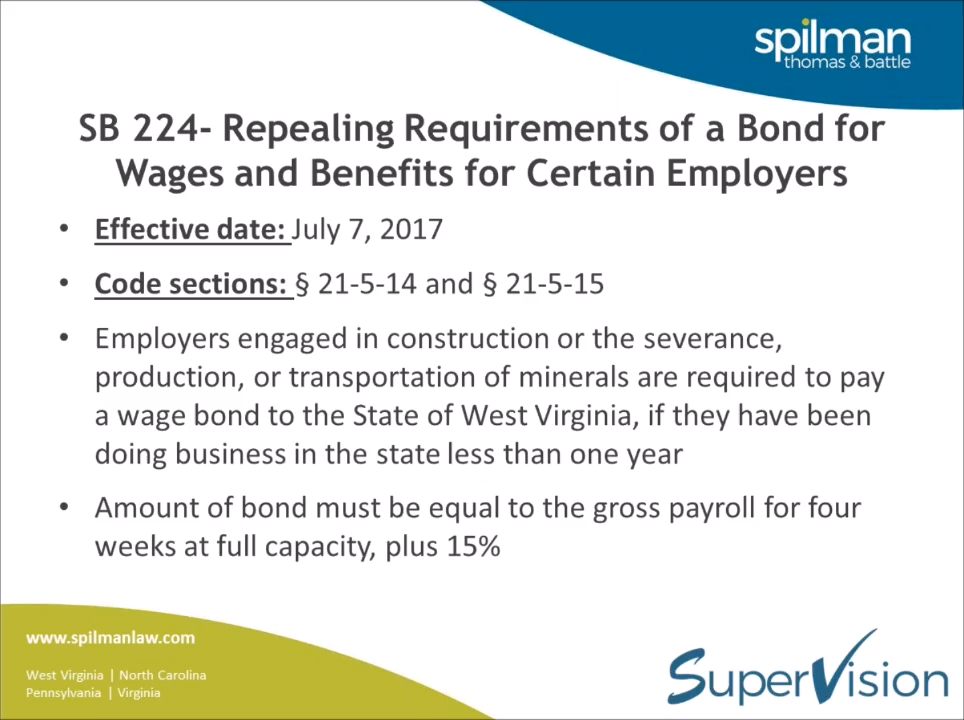 spilman
thomas & battle
SB 224- Repealing Requirements of a Bond for
Wages and Benefits for Certain Employers
• Effective date: July 7, 2017
• Code sections: § 21-5-14 and § 21-5-15
• Employers engaged in construction or the severance,
production, or transportation of minerals are required to pay
a wage bond to the State of West Virginia, if they have been
doing business in the state less than one year
• Amount of bond must be equal to the gross payroll for four
weeks at full capacity, plus 15%
www.spilmanlaw.com
West Virginia | North Carolina
Pennsylvania | Virginia
SuperVision